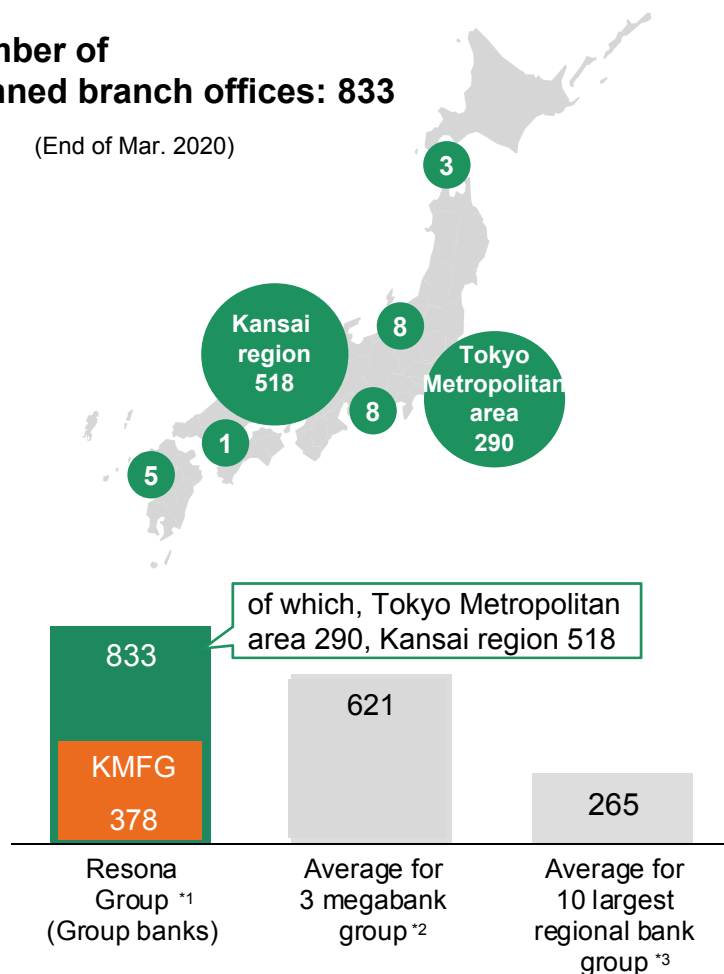 of
branch offices: 833
(End of Mar. 2020)
3
Kansai
region
518
8
Tokyo
Metropolitan
area
290
8
1
5
of which, Tokyo Metropolitan
area 290, Kansai region 518
833
621
KMFG
378
265
Resona
Group *1
(Group banks)
Average for
3 megabank
group *2
Average for
10 largest
regional bank
group *3